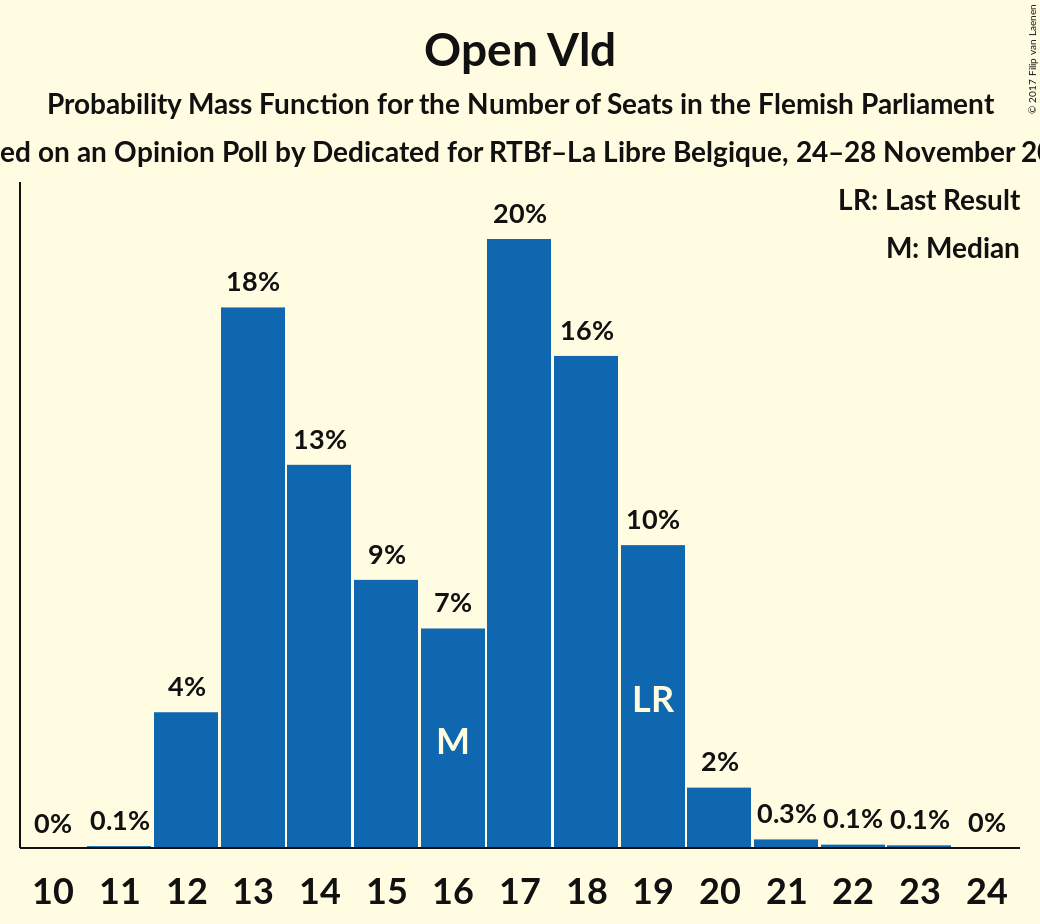 Open Vld
Probability Mass Function for the Number of Seats in the Flemish Parliament
ed on an Opinion Poll by Dedicated for RTBf–La Libre Belgique, 24–28 November 20
LR: Last Result
M: Median
20%
18%
16%
13%
10%
9%
7%
4%
2%
0% 0.1% 0.3% 0.1% 0.1% 0%
LR
M
10 11 12 13 14 15 16 17 18 19 20 21 22 23 24
© 2017 Filip van Laenen